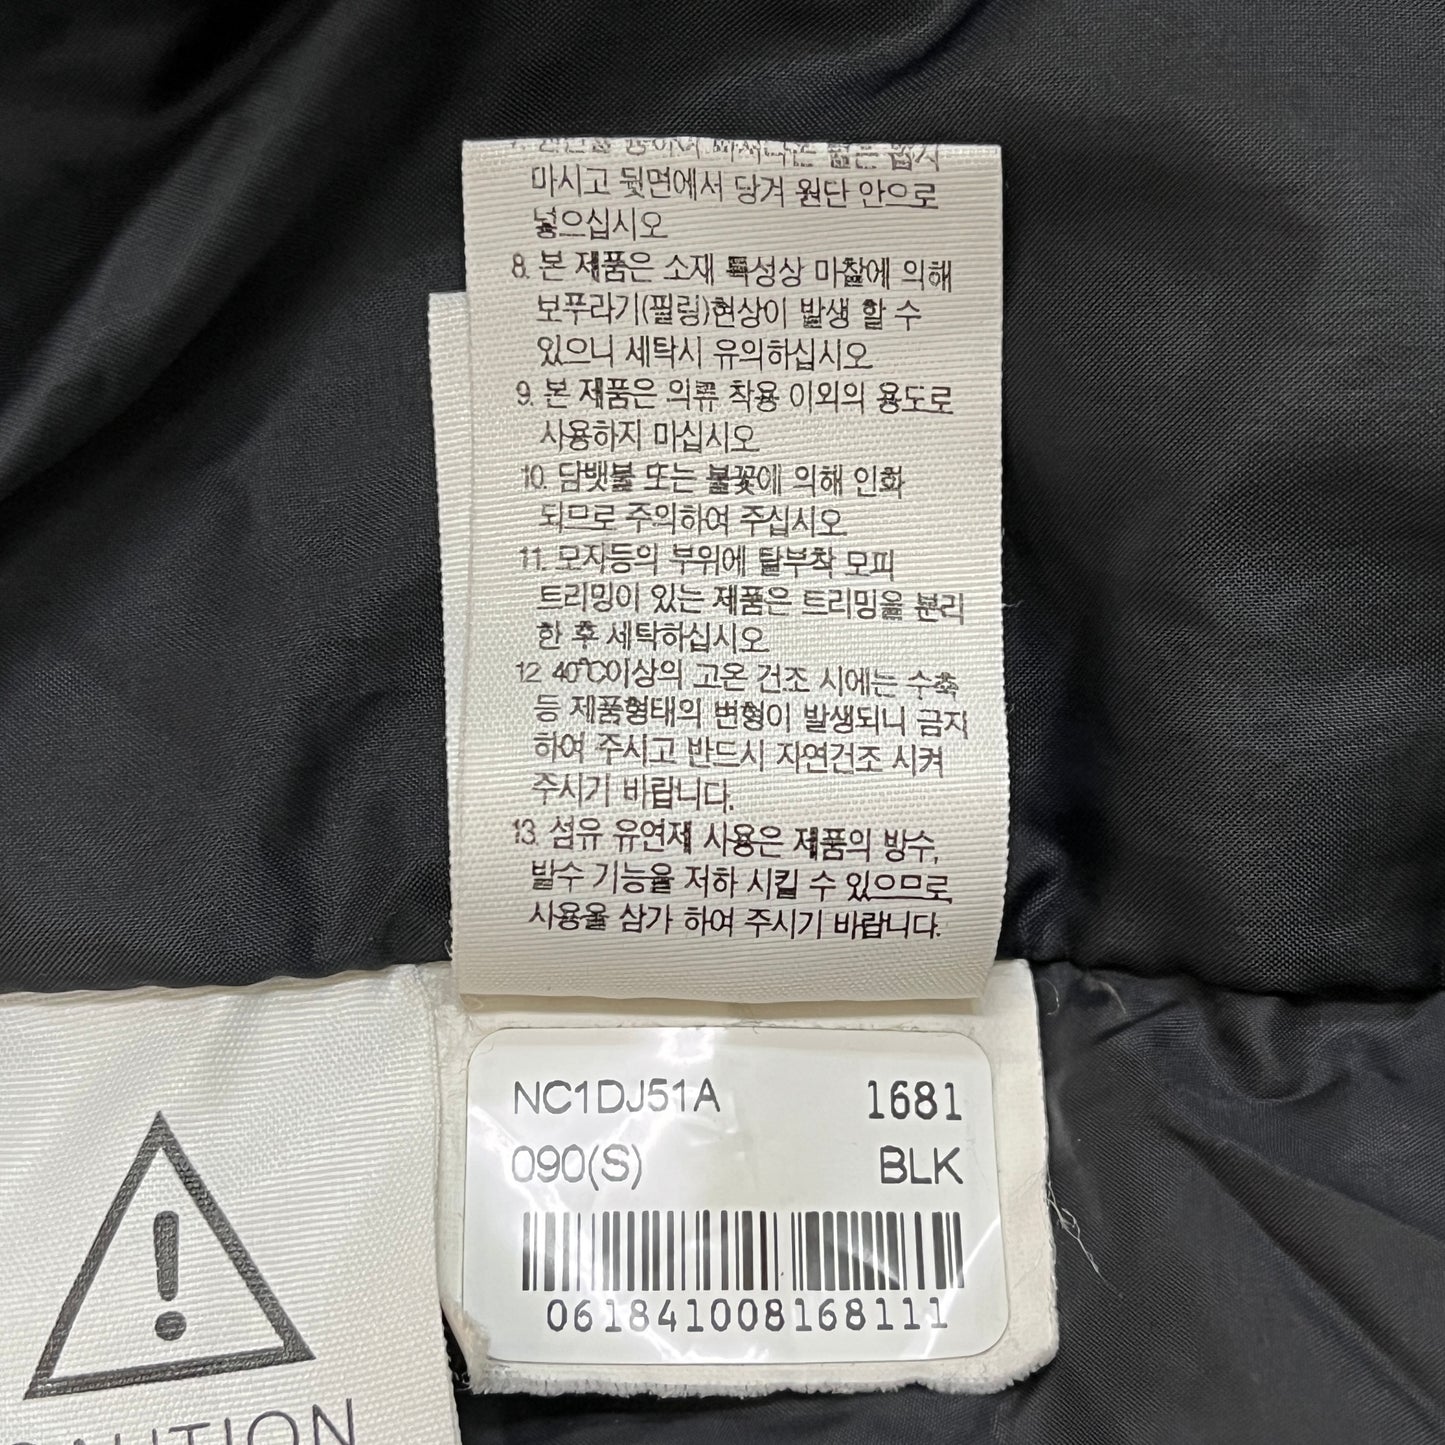 마시고 뒷면에서 당겨 원단 안으로
넣으십시오
8. 본 제품은 소재 특성상 마찰에 의해
보푸라기(필링)현상이 발생 할 수
있으니 세탁시 유의하십시오
9. 본 제품은 의류 착용 이외의 용도로
사용하지 마십시오
10. 담뱃불 또는 불꽃에 의해 인화
되므로 주의하여 주십시오
11. 모자등의 부위에 탈부착 모피
트리밍이 있는 제품은 트리밍을 분리
한 후 세탁하십시오
12 40℃이상의 고온 건조 시에는 수축
등 제품형태의 변형이 발생되니 금지
하여 주시고 반드시 자연건조 시켜
주시기 바랍니다.
13. 섬유 유연제 사용은 제품의 방수,
발수 기능을 저하 시킬 수 있으므로
사용을 삼가 하여 주시기 바랍니다.
NC1DJ51A 1681
090(S) BLK
0618410081681​11
CAUTION